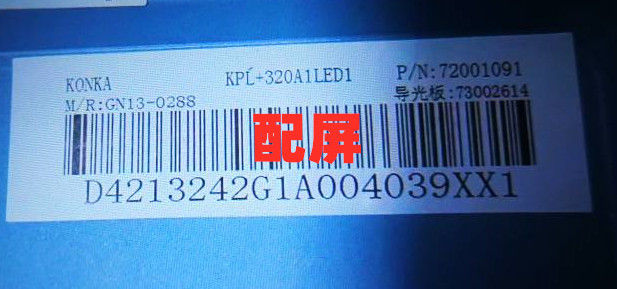 KONKA KPL+320A1LED1 P/N:72001091
M/R:GN13-0288 导光板:73002614
配屏
D4213242G1A004039XX1